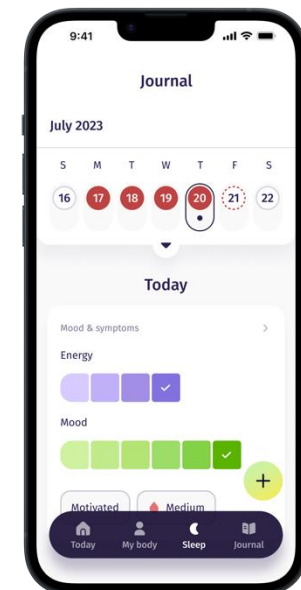 9:41
Journal
July 2023
S M T W T F S
16 17 18 19 20 21 22
Today
Mood & symptoms
Energy
Mood
Motivated Medium
Today My body Sleep Journal